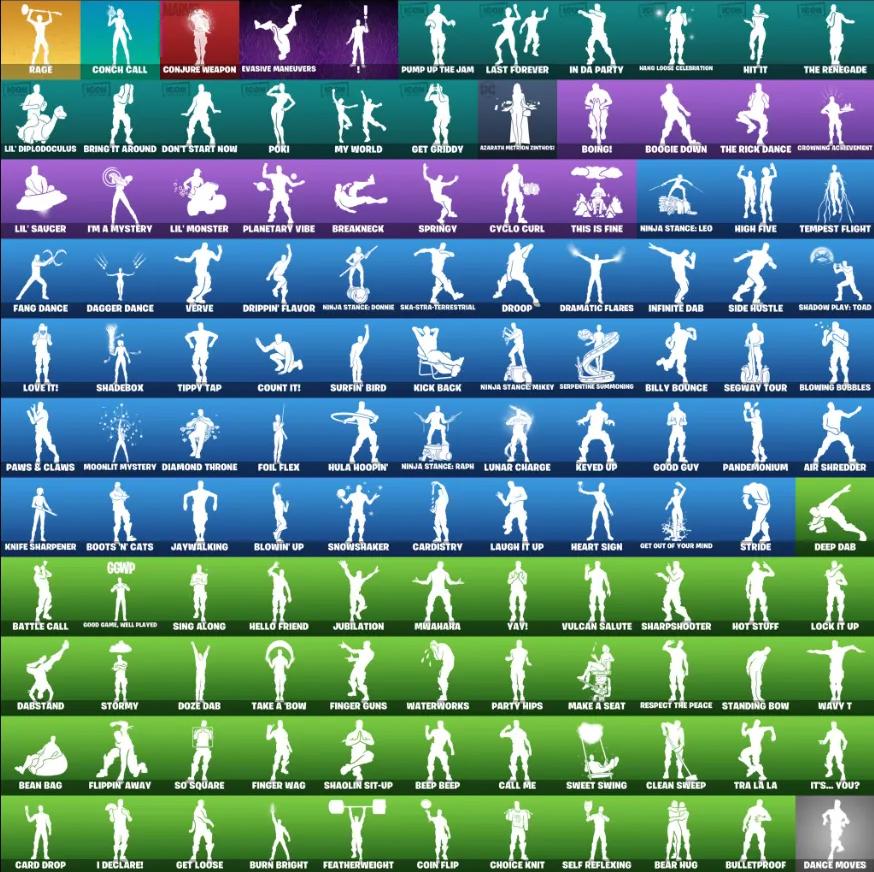 MARVEL
RAGE
CONCH CALL
CONJURE WEAPON
EVASIVE MANEUVERS
!
PUMP UP THE JAM
LAST FOREVER
IN DA PARTY
HANG LOOSE CELEBRATION
HIT IT
THE RENEGADE
LIL' DIPLODOCULUS
BRING IT AROUND
DON'T START NOW
POKI
MY WORLD
GET GRIDDY
DC
AZARATH METRION ZINTHOS!
BOING!
BOOGIE DOWN
THE RICK DANCE
CROWNING ACHIEVEMENT
LIL' SAUCER
I'M A MYSTERY
LIL' MONSTER
PLANETARY VIBE
BREAKNECK
SPRINGY
CYCLO CURL
THIS IS FINE
NINJA STANCE: LEO
HIGH FIVE
TEMPEST FLIGHT
FANG DANCE
DAGGER DANCE
VERVE
DRIPPIN' FLAVOR
NINJA STANCE: DONNIE
SKA-STRA-TERRESTRIAL
DROOP
DRAMATIC FLARES
INFINITE DAB
SIDE HUSTLE
SHADOW PLAY: TOAD
LOVE IT!
SHADEBOX
TIPPY TAP
COUNT IT!
SURFIN' BIRD
KICK BACK
NINJA STANCE: MIKEY
SERPENTINE SUMMONING
BILLY BOUNCE
SEGWAY TOUR
BLOWING BUBBLES
PAWS & CLAWS
MOONLIT MYSTERY
DIAMOND THRONE
FOIL FLEX
HULA HOOPIN'
NINJA STANCE: RAPH
LUNAR CHARGE
KEYED UP
GOOD GUY
PANDEMONIUM
AIR SHREDDER
KNIFE SHARPENER
BOOTS 'N' CATS
JAYWALKING
BLOWIN' UP
SNOWSHAKER
CARDISTRY
LAUGH IT UP
HEART SIGN
GET OUT OF YOUR MIND
STRIDE
DEEP DAB
GGWP
BATTLE CALL
GOOD GAME, WELL PLAYED
SING ALONG
HELLO FRIEND
JUBILATION
MWAHAHA
YAY!
VULCAN SALUTE
SHARPSHOOTER
HOT STUFF
LOCK IT UP
DABSTAND
STORMY
DOZE DAB
TAKE A 'BOW
FINGER GUNS
WATERWORKS
PARTY HIPS
MAKE A SEAT
RESPECT THE PEACE
STANDING BOW
WAVY T
BEAN BAG
FLIPPIN' AWAY
SO SQUARE
FINGER WAG
SHAOLIN SIT-UP
BEEP BEEP
CALL ME
SWEET SWING
CLEAN SWEEP
TRA LA LA
IT'S... YOU?
CARD DROP
I DECLARE!
GET LOOSE
BURN BRIGHT
FEATHERWEIGHT
COIN FLIP
CHOICE KNIT
SELF REFLEXING
BEAR HUG
BULLETPROOF
DANCE MOVES